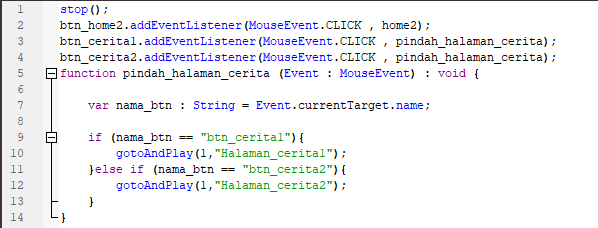 1 stop();
2 btn_home2.addEventListener(MouseEvent.CLICK , home2);
3 btn_cerita1.addEventListener(MouseEvent.CLICK , pindah_halaman_cerita);
4 btn_cerita2.addEventListener(MouseEvent.CLICK , pindah_halaman_cerita);
5 function pindah_halaman_cerita (Event : MouseEvent) : void {
6
7 var nama_btn : String = Event.currentTarget.name;
8
9 if (nama_btn == "btn_cerita1"){
10 gotoAndPlay(1,"Halaman_cerita1");
11 }else if (nama_btn == "btn_cerita2"){
12 gotoAndPlay(1,"Halaman_cerita2");
13 }
14 }